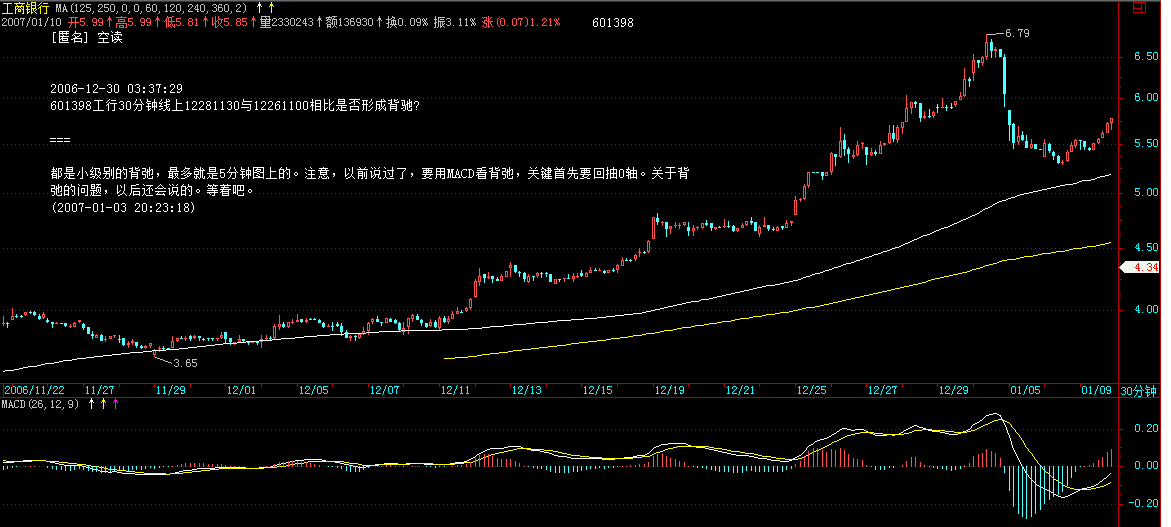 工商银行 MA(125,250,0,0,60,120,240,360,2) ↑ ↑
2007/01/10 开5.99↑高5.99↑低5.81↑收5.85↑量2330243↑额136930↑换0.09% 振3.11% 涨(0.07)1.21% 601398
[匿名] 空读
2006-12-30 03:37:29
601398工行30分钟线上12281130与12261100相比是否形成背驰?
===
都是小级别的背弛，最多就是5分钟图上的。注意，以前说过了，要用MACD看背弛，关键首先要回抽0轴。关于背
弛的问题，以后还会说的。等着吧。
(2007-01-03 20:23:18)
6.79
6.50
6.00
5.50
5.00
4.50
4.34
4.00
3.65
2006/11/22 11/27 11/29 12/01 12/05 12/07 12/11 12/13 12/15 12/19 12/21 12/25 12/27 12/29 01/05 01/09 30分钟
MACD(26,12,9) ↑ ↑ ↑
0.20
0.00
-0.20